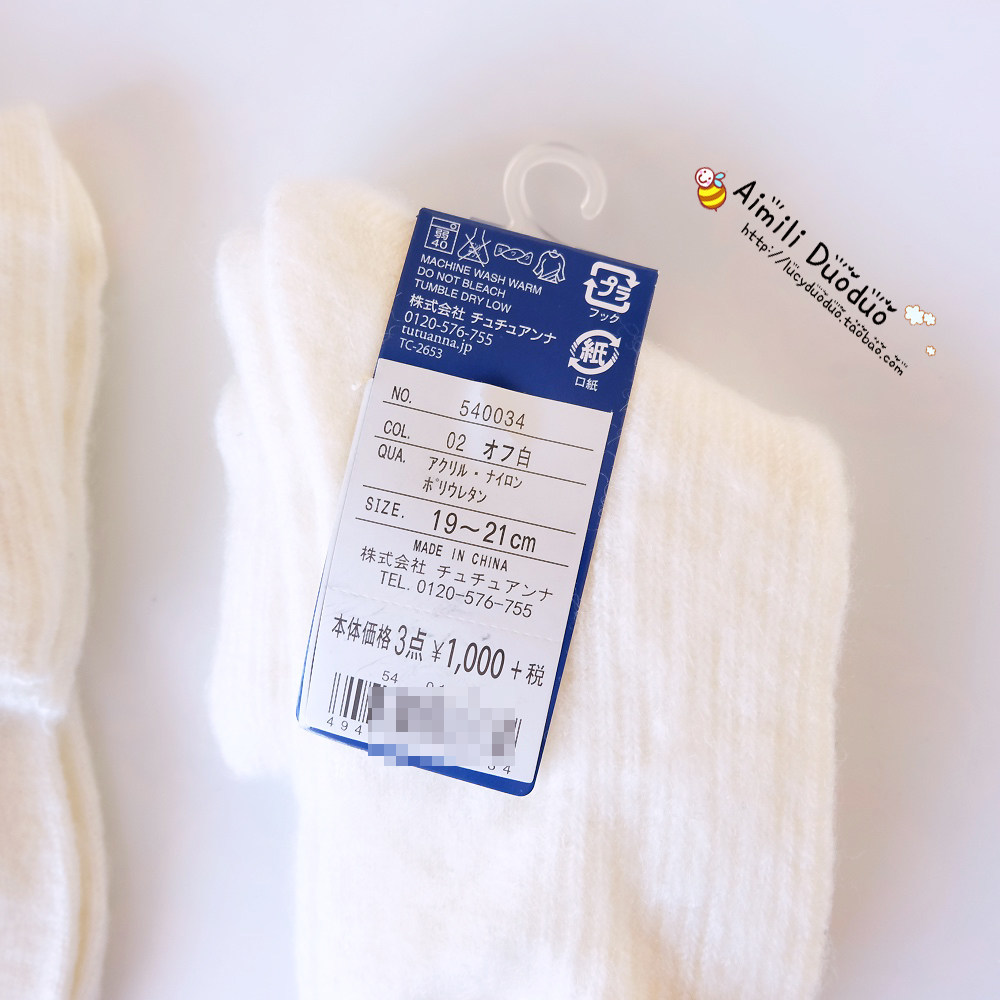 弱
40
MACHINE WASH WARM
DO NOT BLEACH
TUMBLE DRY LOW
株式会社 チュチュアンナ
0120-576-755
tutuanna.jp
TC-2653
プラ
フック
紙
口紙
NO. 540034
COL. 02 オフ白
QUA. アクリル・ナイロン
ポリウレタン
SIZE. 19～21cm
MADE IN CHINA
株式会社 チュチュアンナ
TEL. 0120-576-755
本体価格 3点 ¥1,000 + 税
54
494
54
Aimili Duoduo
http://lucyduoduo.taobao.com